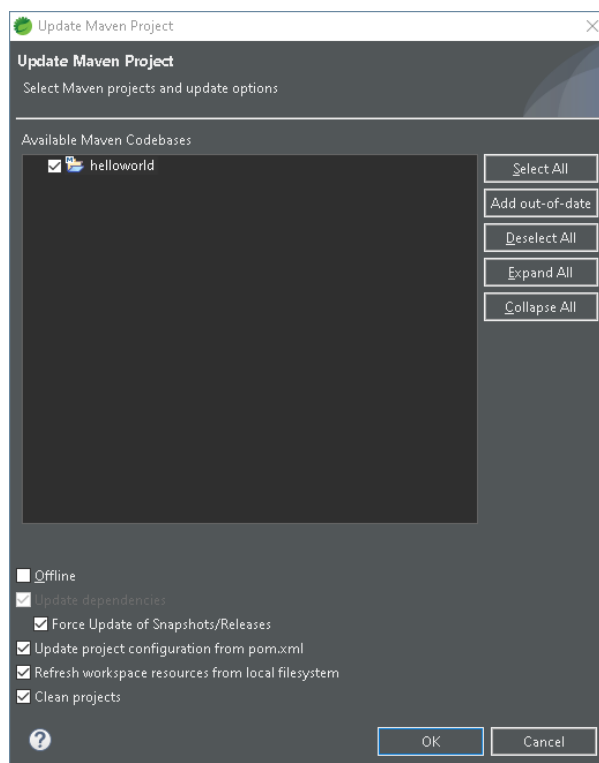 Update Maven Project
Update Maven Project
Select Maven projects and update options
Available Maven Codebases
helloworld
Select All
Add out-of-date
Deselect All
Expand All
Collapse All
Offline
Update dependencies
Force Update of Snapshots/Releases
Update project configuration from pom.xml
Refresh workspace resources from local filesystem
Clean projects
OK
Cancel